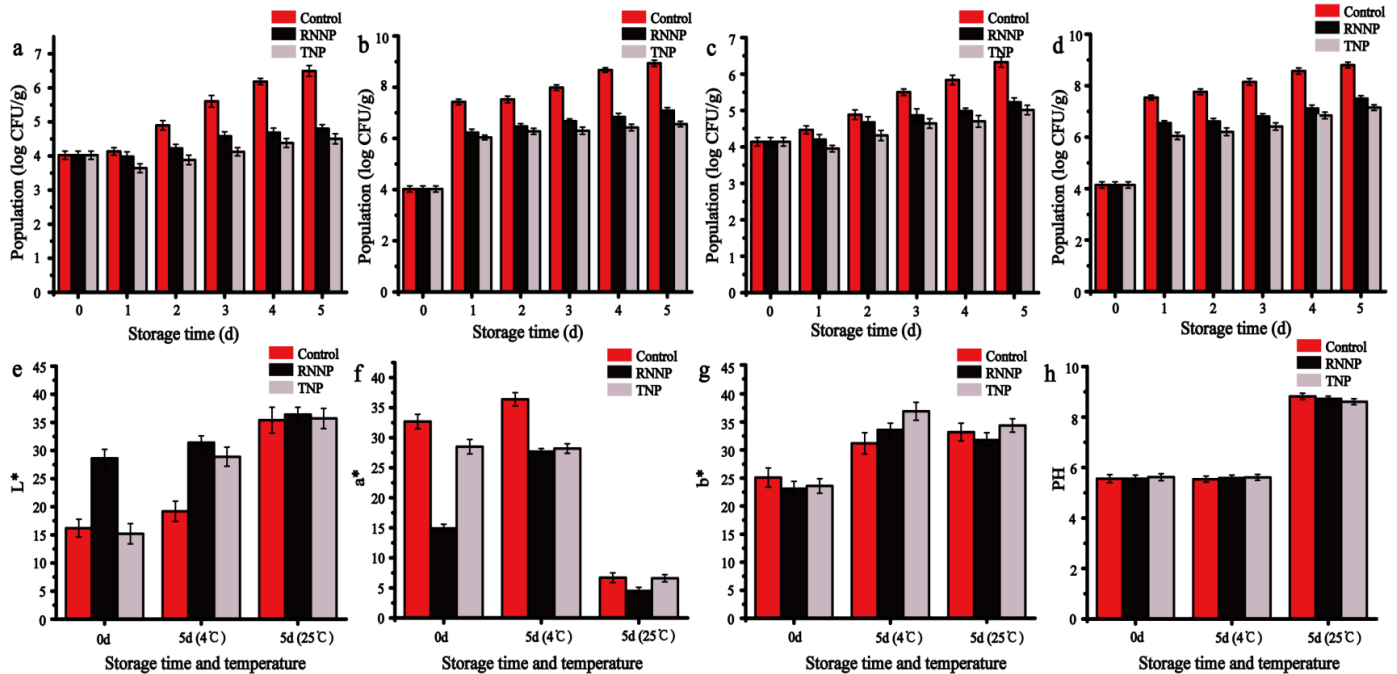 a
Population (log CFU/g)
7
6
5
4
3
2
1
0
0 1 2 3 4 5
Storage time (d)
Control
RNNP
TNP
b
Population (log CFU/g)
10
8
6
4
2
0
0 1 2 3 4 5
Storage time (d)
Control
RNNP
TNP
c
Population (log CFU/g)
7
6
5
4
3
2
1
0
0 1 2 3 4 5
Storage time (d)
Control
RNNP
TNP
d
Population (log CFU/g)
10
8
6
4
2
0
0 1 2 3 4 5
Storage time (d)
Control
RNNP
TNP
e
L*
45
40
35
30
25
20
15
10
5
0
0d 5d (4℃) 5d (25℃)
Storage time and temperature
Control
RNNP
TNP
f
a*
40
35
30
25
20
15
10
5
0
0d 5d (4℃) 5d (25℃)
Storage time and temperature
Control
RNNP
TNP
g
b*
45
40
35
30
25
20
15
10
5
0
0d 5d (4℃) 5d (25℃)
Storage time and temperature
Control
RNNP
TNP
h
PH
10
8
6
4
2
0
0d 5d (4℃) 5d (25℃)
Storage time and temperature
Control
RNNP
TNP